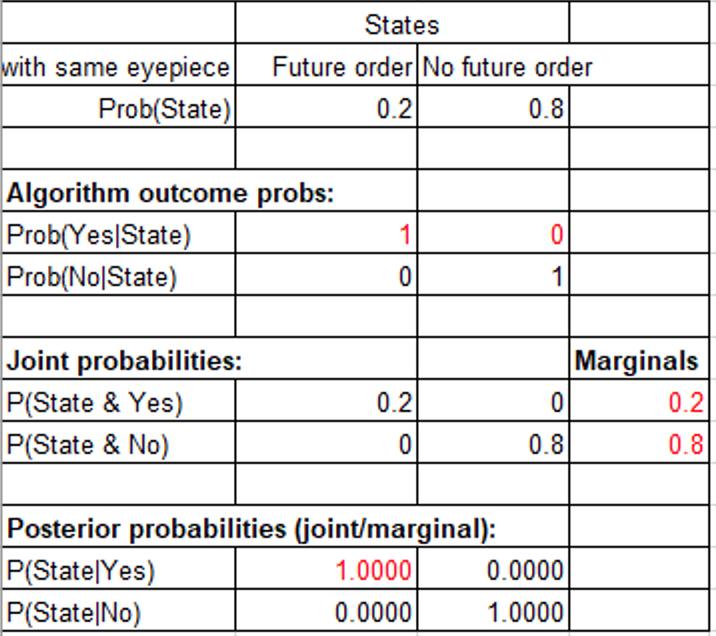 States
with same eyepiece Future order No future order
Prob(State) 0.2 0.8
Algorithm outcome probs:
Prob(Yes|State) 1 0
Prob(No|State) 0 1
Joint probabilities: Marginals
P(State & Yes) 0.2 0 0.2
P(State & No) 0 0.8 0.8
Posterior probabilities (joint/marginal):
P(State|Yes) 1.0000 0.0000
P(State|No) 0.0000 1.0000